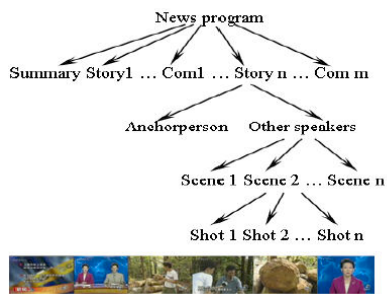 News program
Summary Story1 ... Com1 ... Story n ... Com m
Anchorperson Other speakers
Scene 1 Scene 2 ... Scene n
Shot 1 Shot 2 ... Shot n